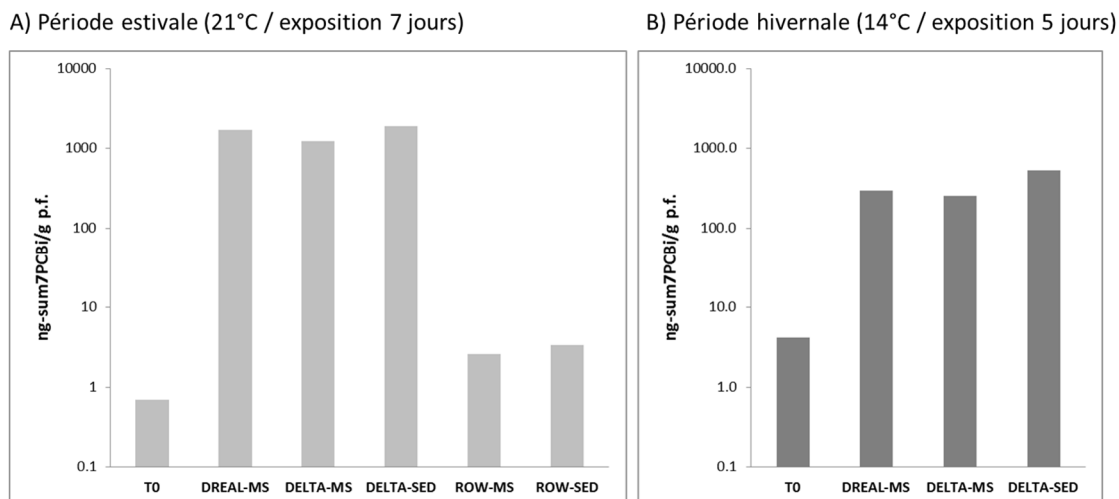 A) Période estivale (21°C / exposition 7 jours)
ng-sum7PCBi/g p.f.
10000
1000
100
10
1
0.1
T0 DREAL-MS DELTA-MS DELTA-SED ROW-MS ROW-SED
B) Période hivernale (14°C / exposition 5 jours)
ng-sum7PCBi/g p.f.
10000.0
1000.0
100.0
10.0
1.0
0.1
T0 DREAL-MS DELTA-MS DELTA-SED